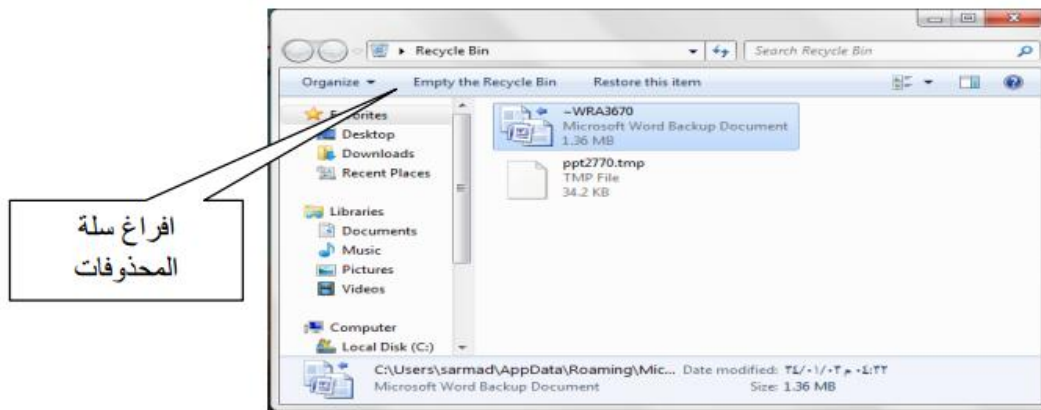 Recycle Bin
Search Recycle Bin
Organize Empty the Recycle Bin Restore this item
Favorites
Desktop
Downloads
Recent Places
Libraries
Documents
Music
Pictures
Videos
Computer
Local Disk (C:)
~WRA3670
Microsoft Word Backup Document
1.36 MB
ppt2770.tmp
TMP File
34.2 KB
افراغ سلة
المحذوفات
C:\Users\sarmad\AppData\Roaming\Mic... Date modified:
Microsoft Word Backup Document Size: 1.36 MB